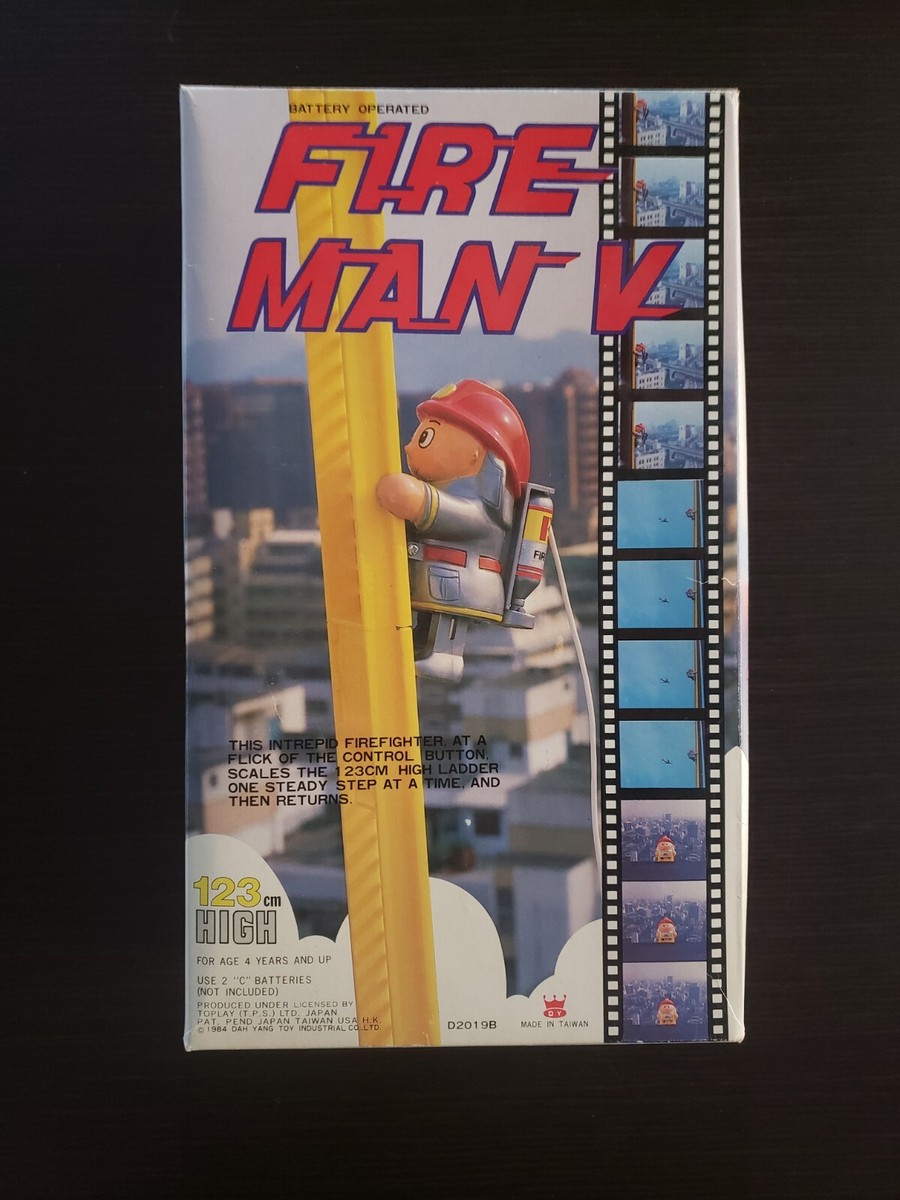 BATTERY OPERATED
FIRE
MAN V
FIR
THIS INTREPID FIREFIGHTER, AT A
FLICK OF THE CONTROL BUTTON,
SCALES THE 123CM HIGH LADDER
ONE STEADY STEP AT A TIME, AND
THEN RETURNS.
123cm
HIGH
FOR AGE 4 YEARS AND UP
USE 2 "C" BATTERIES
(NOT INCLUDED)
PRODUCED UNDER LICENSED BY
TOPLAY (T.P.S.) LTD. JAPAN
PAT. PEND JAPAN TAIWAN USA H.K.
© 1984 DAH YANG TOY INDUSTRIAL CO.,LTD.
D2019B
DY
MADE IN TAIWAN